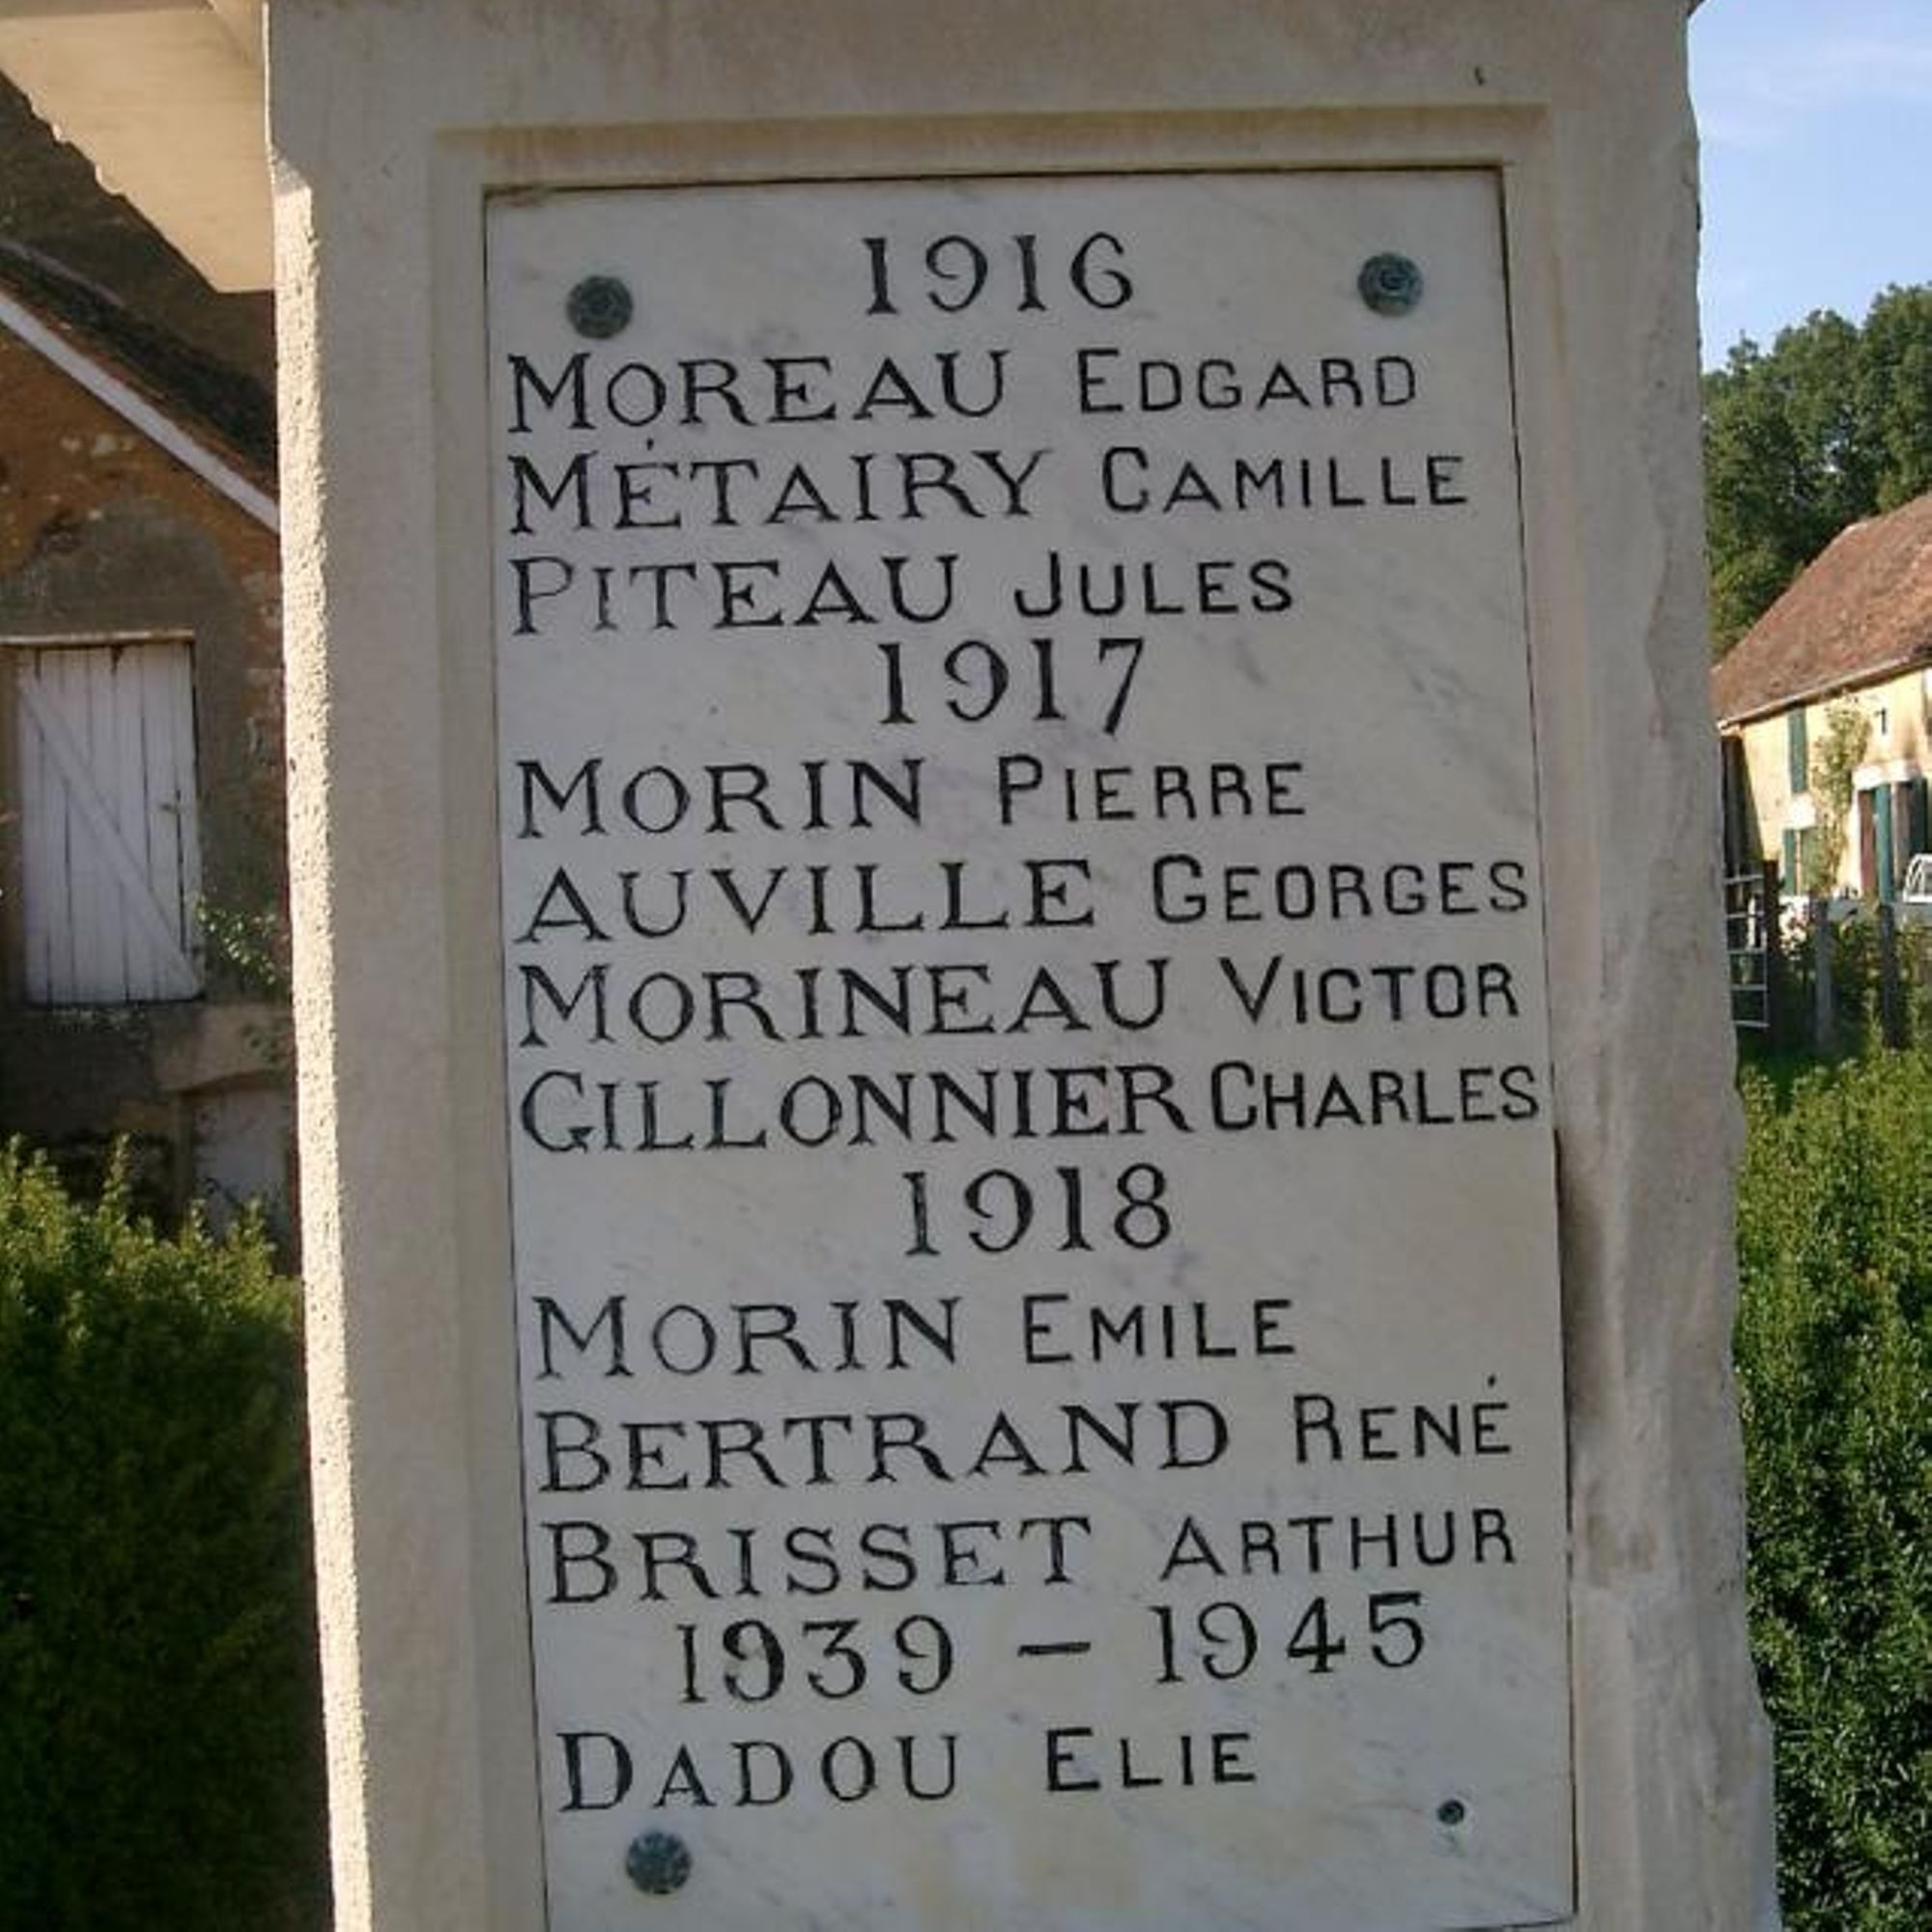 1916
MOREAU EDGARD
MÉTAIRY CAMILLE
PITEAU JULES
1917
MORIN PIERRE
AUVILLE GEORGES
MORINEAU VICTOR
GILLONNIER CHARLES
1918
MORIN EMILE
BERTRAND RENÉ
BRISSET ARTHUR
1939 – 1945
DADOU ELIE